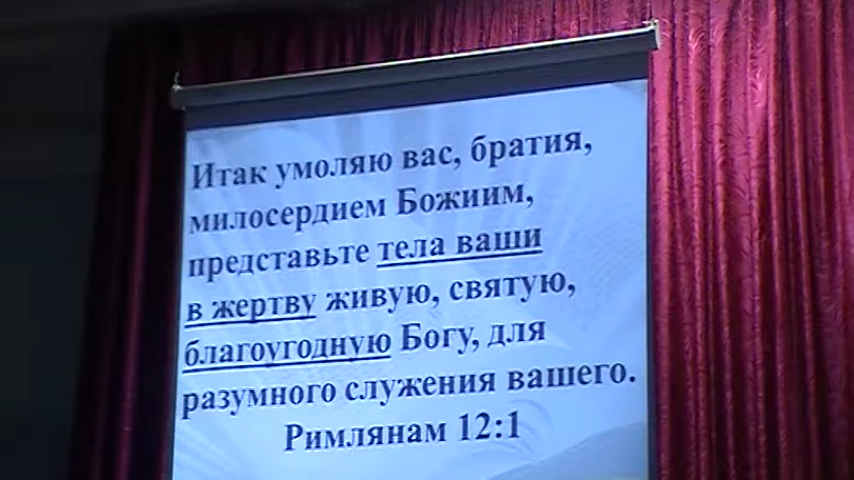 Итак умоляю вас, братия,
милосердием Божиим,
представьте тела ваши
в жертву живую, святую,
благоугодную Богу, для
разумного служения вашего.
Римлянам 12:1